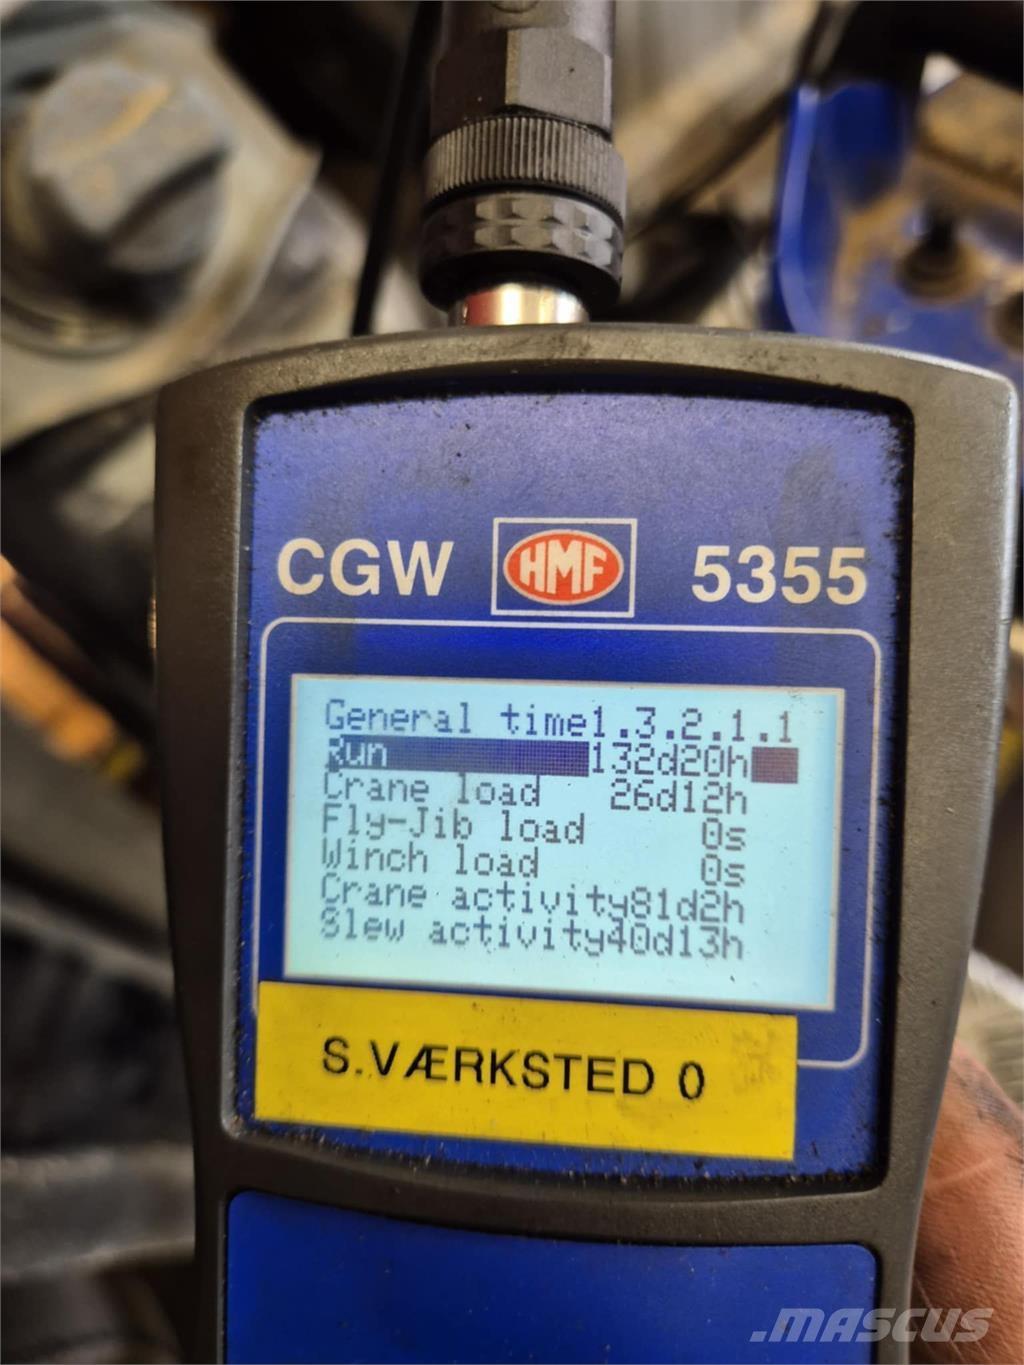 CGW HMF 5355
General time1.3.2.1.1
Run 132d20h
Crane load 26d12h
Fly-Jib load 0s
Winch load 0s
Crane activity81d2h
Slew activity40d13h
S.VÆRKSTED 0
.MASCUS